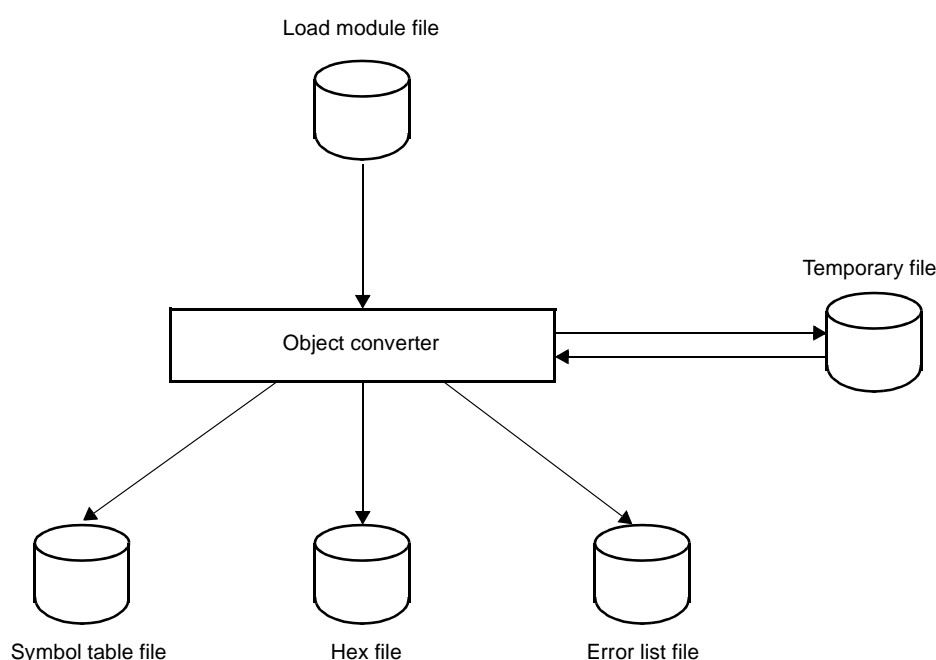 Load module file
Temporary file
Object converter
Symbol table file
Hex file
Error list file